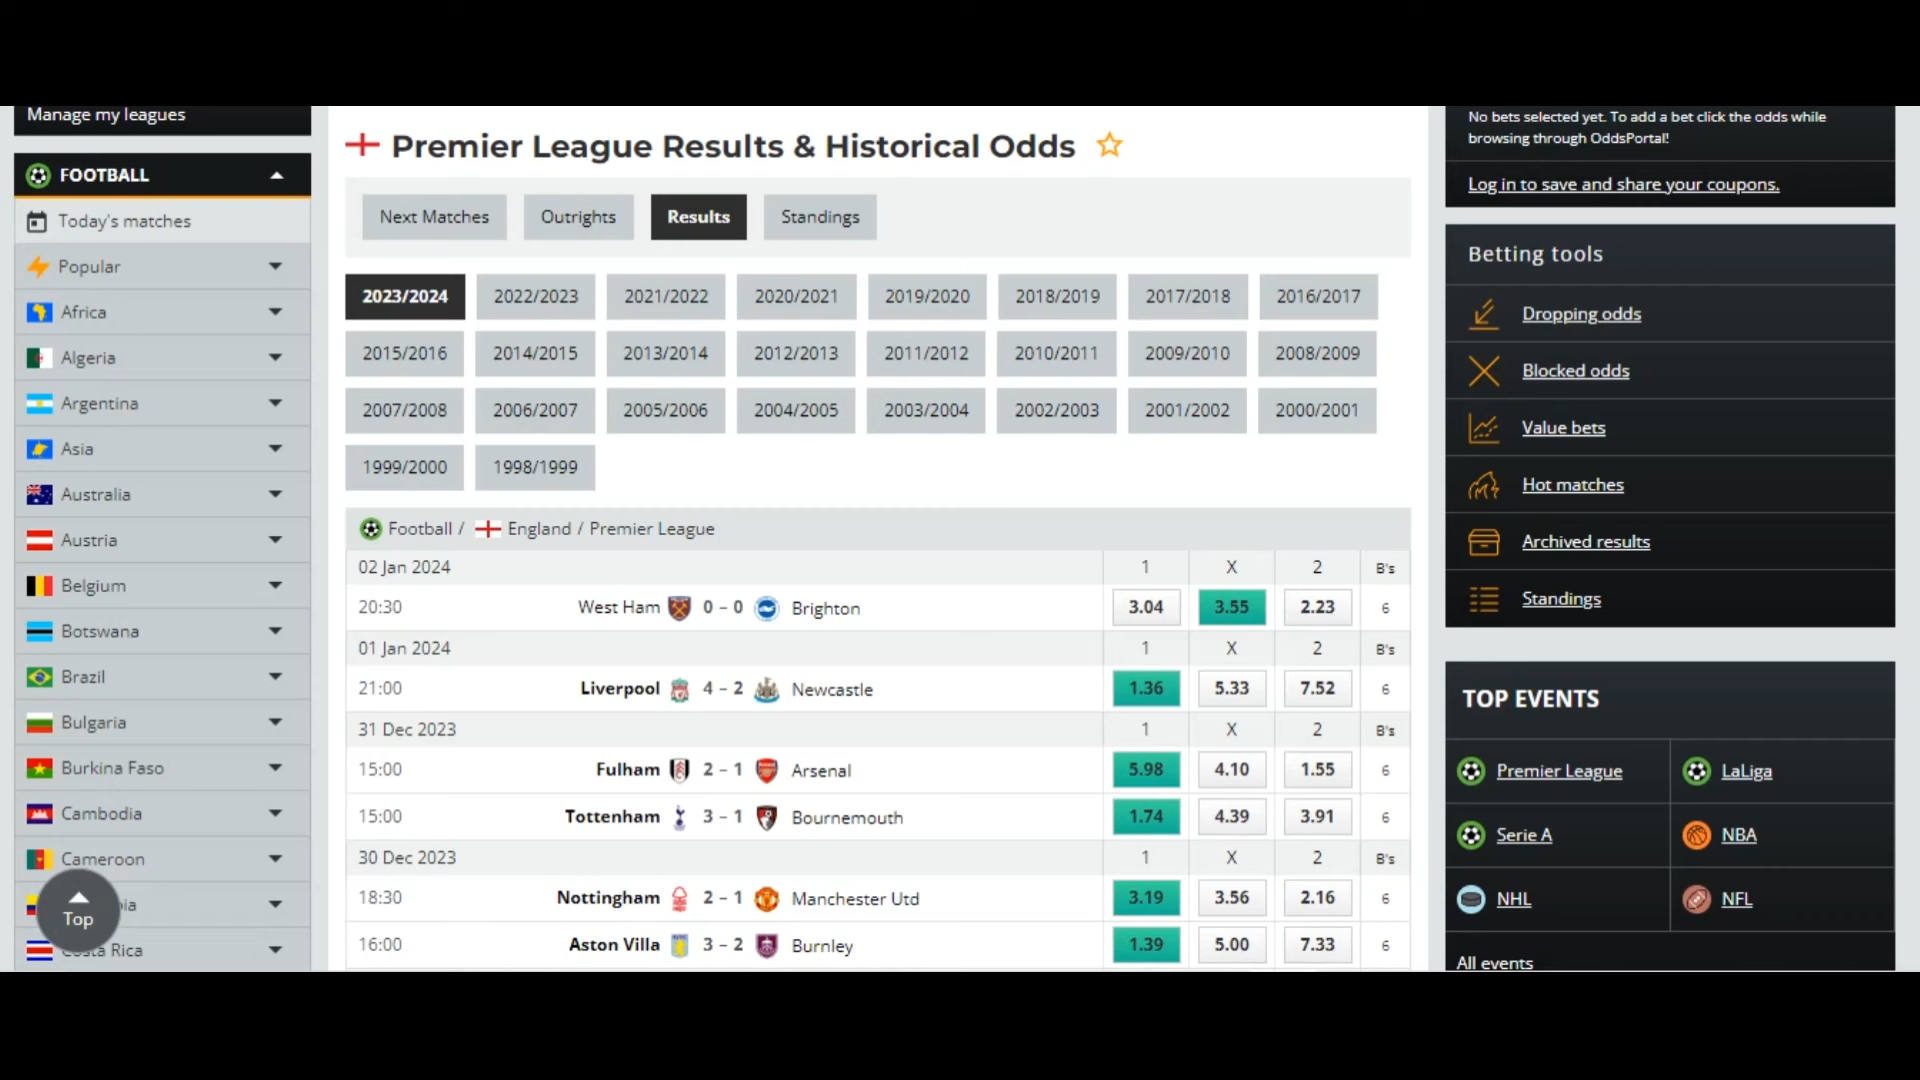 Manage my leagues
FOOTBALL
Today's matches
Popular
Africa
Algeria
Argentina
Asia
Australia
Austria
Belgium
Botswana
Brazil
Bulgaria
Burkina Faso
Cambodia
Cameroon
Top
Costa Rica
Premier League Results & Historical Odds
Next Matches Outrights Results Standings
2023/2024 2022/2023 2021/2022 2020/2021 2019/2020 2018/2019 2017/2018 2016/2017
2015/2016 2014/2015 2013/2014 2012/2013 2011/2012 2010/2011 2009/2010 2008/2009
2007/2008 2006/2007 2005/2006 2004/2005 2003/2004 2002/2003 2001/2002 2000/2001
1999/2000 1998/1999
Football / England / Premier League
02 Jan 2024 1 X 2 B's
20:30 West Ham 0 – 0 Brighton 3.04 3.55 2.23 6
01 Jan 2024 1 X 2 B's
21:00 Liverpool 4 – 2 Newcastle 1.36 5.33 7.52 6
31 Dec 2023 1 X 2 B's
15:00 Fulham 2 – 1 Arsenal 5.98 4.10 1.55 6
15:00 Tottenham 3 – 1 Bournemouth 1.74 4.39 3.91 6
30 Dec 2023 1 X 2 B's
18:30 Nottingham 2 – 1 Manchester Utd 3.19 3.56 2.16 6
16:00 Aston Villa 3 – 2 Burnley 1.39 5.00 7.33 6
No bets selected yet. To add a bet click the odds while
browsing through OddsPortal!
Log in to save and share your coupons.
Betting tools
Dropping odds
Blocked odds
Value bets
Hot matches
Archived results
Standings
TOP EVENTS
Premier League LaLiga
Serie A NBA
NHL NFL
All events